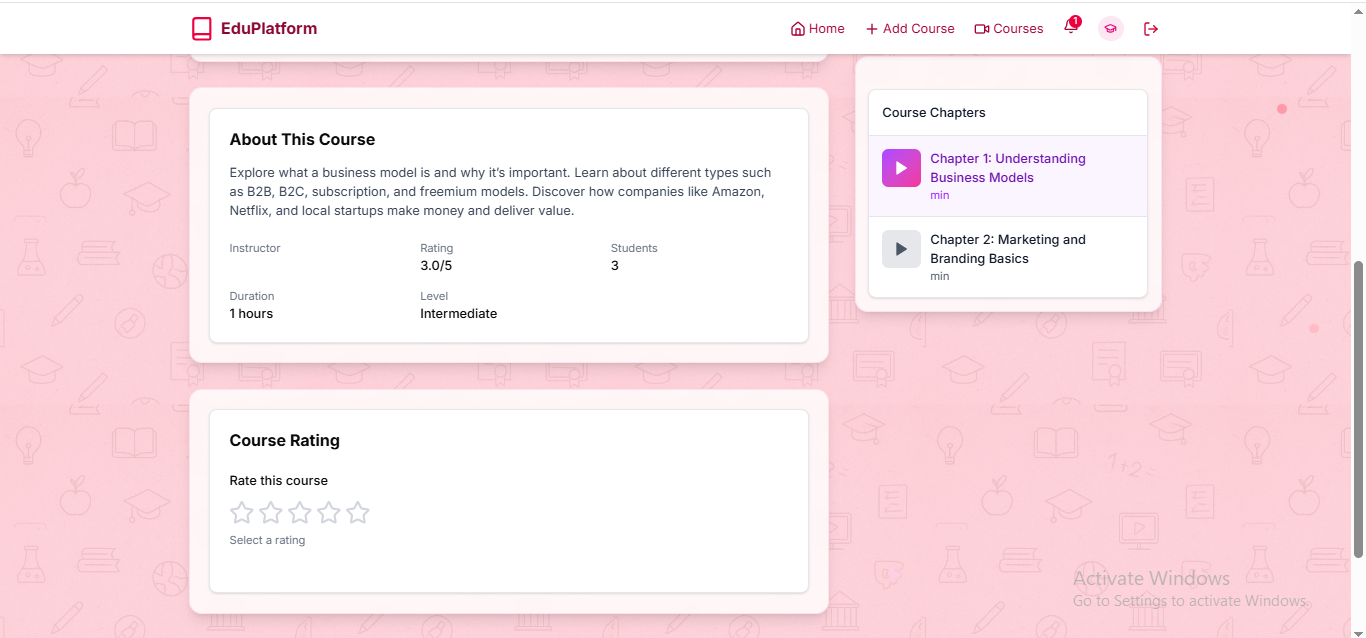 EduPlatform
Home
Add Course
Courses
1
About This Course
Explore what a business model is and why it’s important. Learn about different types such
as B2B, B2C, subscription, and freemium models. Discover how companies like Amazon,
Netflix, and local startups make money and deliver value.
Instructor
Rating
Students
3.0/5
3
Duration
Level
1 hours
Intermediate
Course Rating
Rate this course
Select a rating
Course Chapters
Chapter 1: Understanding
Business Models
min
Chapter 2: Marketing and
Branding Basics
min
1+2=
Activate Windows
Go to Settings to activate Windows.